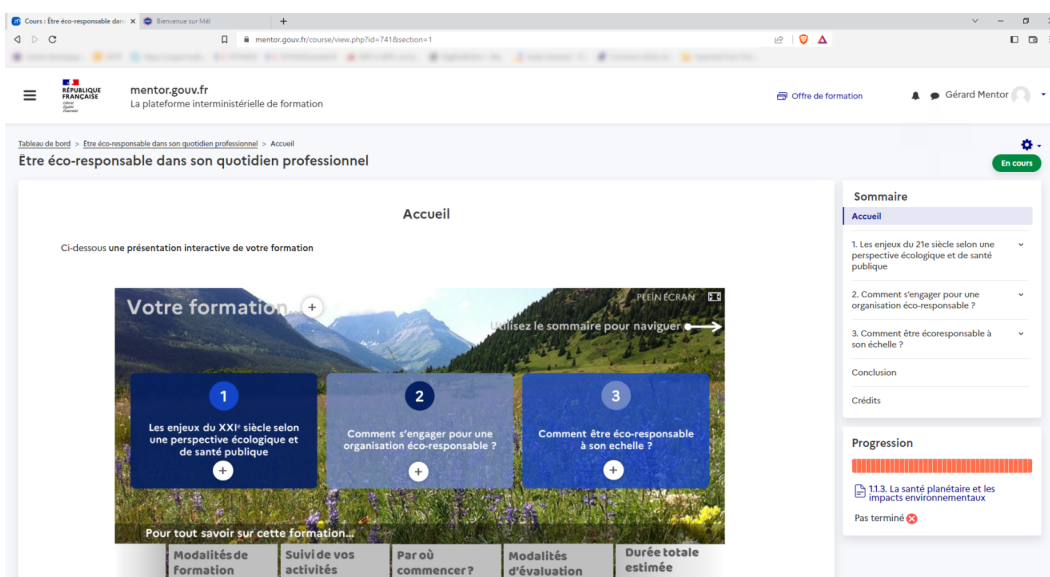 Cours : Être éco-responsable dan
Bienvenue sur Mél
mentor.gouv.fr/course/view.php?id=741&section=1
RÉPUBLIQUE
FRANÇAISE
Liberté
Égalité
Fraternité
mentor.gouv.fr
La plateforme interministérielle de formation
Offre de formation
Gérard Mentor
Tableau de bord > Etre éco-responsable dans son quotidien professionnel > Accueil
Etre éco-responsable dans son quotidien professionnel
En cours
Accueil
Ci-dessous une présentation interactive de votre formation
Votre formation...
PLEIN ÉCRAN
Utilisez le sommaire pour naviguer
1
Les enjeux du XXIe siècle selon
une perspective écologique et
de santé publique
2
Comment s'engager pour une
organisation éco-responsable ?
3
Comment être éco-responsable
à son echelle ?
Pour tout savoir sur cette formation...
Modalités de
formation
Suivi de vos
activités
Par où
commencer ?
Modalités
d'évaluation
Durée totale
estimée
Sommaire
Accueil
1. Les enjeux du 21e siècle selon une
perspective écologique et de santé
publique
2. Comment s'engager pour une
organisation éco-responsable ?
3. Comment être écoresponsable à
son échelle ?
Conclusion
Crédits
Progression
1.1.3. La santé planétaire et les
impacts environnementaux
Pas terminé